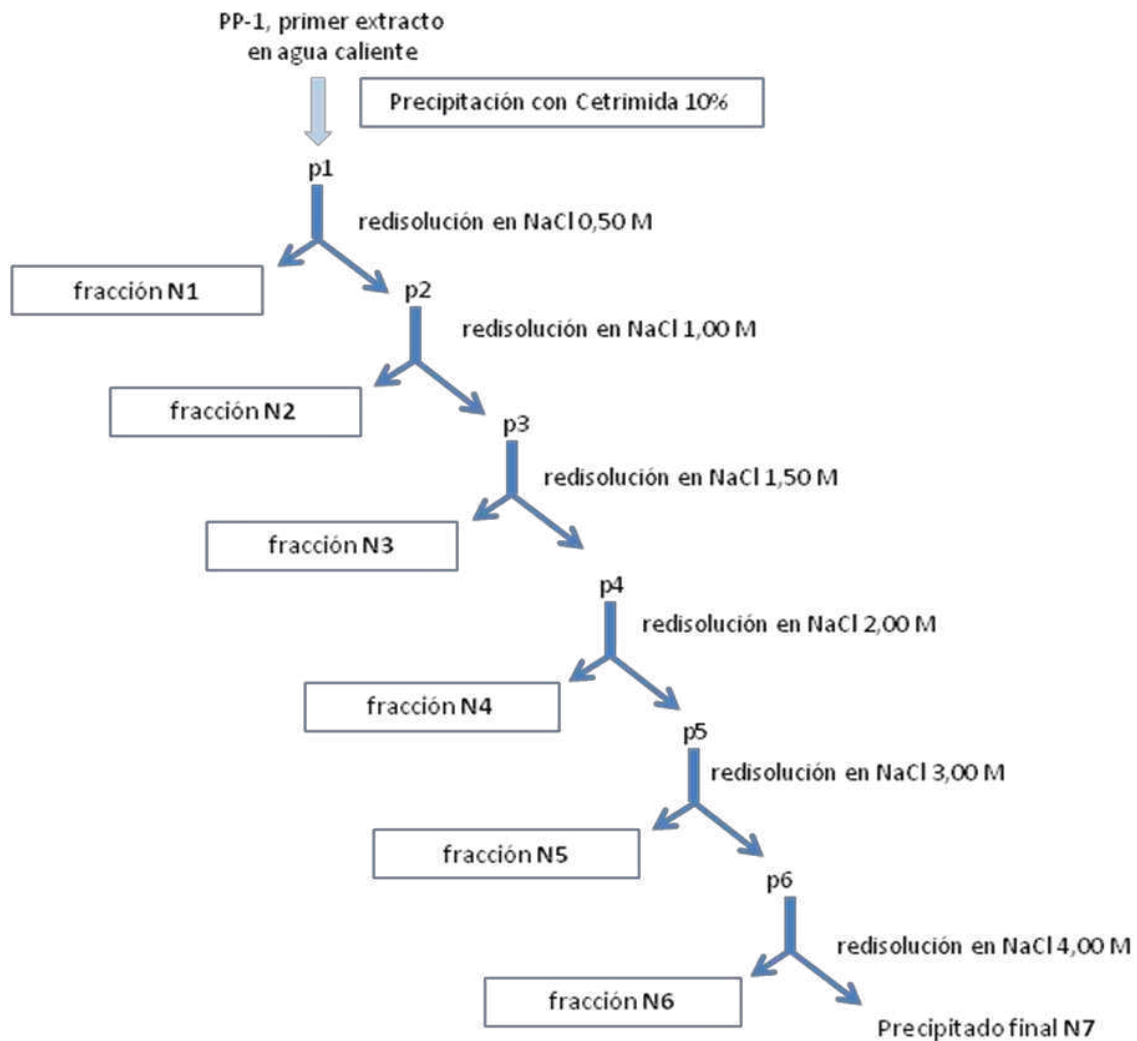 PP-1, primer extracto
en agua caliente
Precipitación con Cetrimida 10%
p1
redisolución en NaCl 0,50 M
fracción N1
p2
redisolución en NaCl 1,00 M
fracción N2
p3
redisolución en NaCl 1,50 M
fracción N3
p4
redisolución en NaCl 2,00 M
fracción N4
p5
redisolución en NaCl 3,00 M
fracción N5
p6
redisolución en NaCl 4,00 M
fracción N6
Precipitado final N7